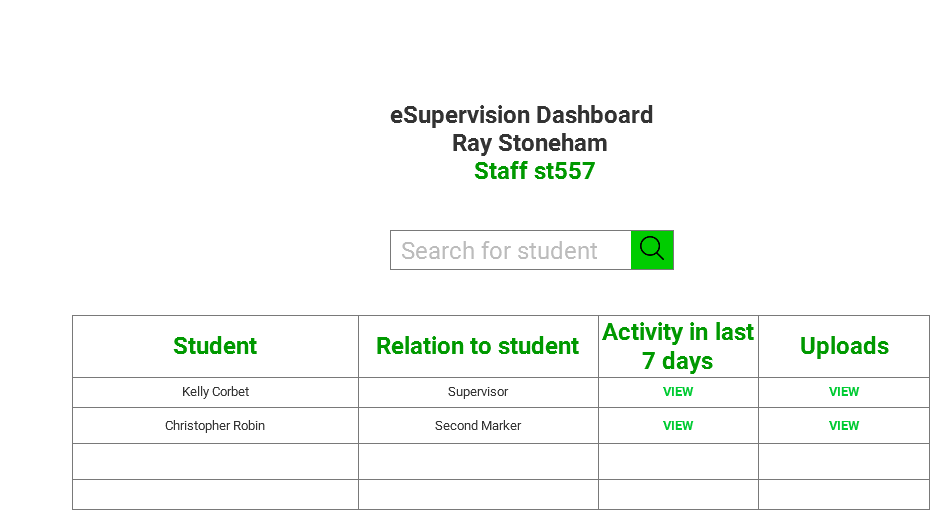 eSupervision Dashboard
Ray Stoneham
Staff st557
Search for student
Student Relation to student Activity in last 7 days Uploads
Kelly Corbet Supervisor VIEW VIEW
Christopher Robin Second Marker VIEW VIEW